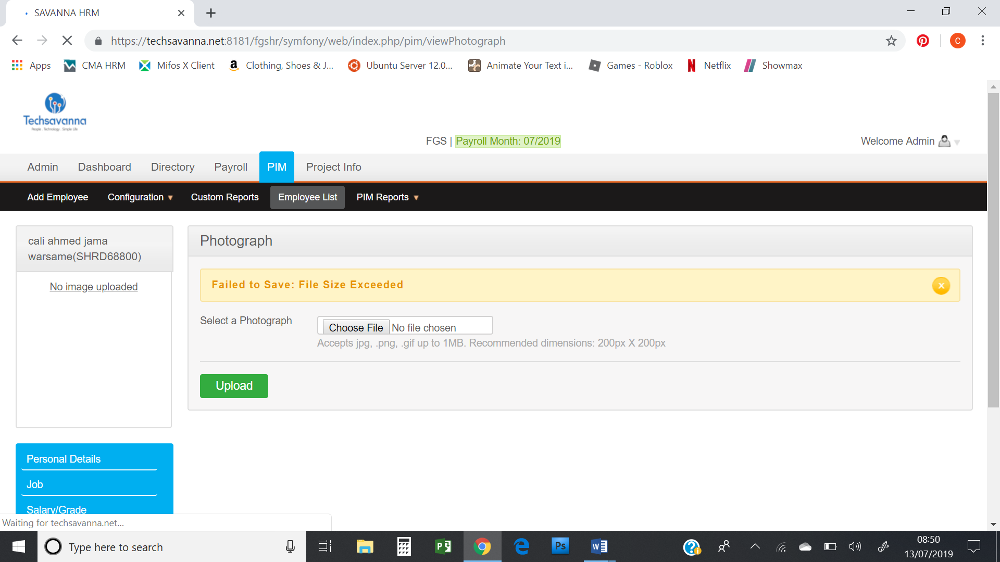 SAVANNA HRM
https://techsavanna.net:8181/fgshr/symfony/web/index.php/pim/viewPhotograph
C
Apps CMA HRM Mifos X Client Clothing, Shoes & J... Ubuntu Server 12.0... Animate Your Text i... Games - Roblox Netflix Showmax
Techsavanna
People . Technology . Simple Life
FGS | Payroll Month: 07/2019
Welcome Admin
Admin Dashboard Directory Payroll PIM Project Info
Add Employee Configuration Custom Reports Employee List PIM Reports
cali ahmed jama
warsame(SHRD68800)
No image uploaded
Photograph
Failed to Save: File Size Exceeded
Select a Photograph
Choose File No file chosen
Accepts jpg, .png, .gif up to 1MB. Recommended dimensions: 200px X 200px
Upload
Personal Details
Job
Salary/Grade
Waiting for techsavanna.net...
Type here to search
Ps
08:50
13/07/2019